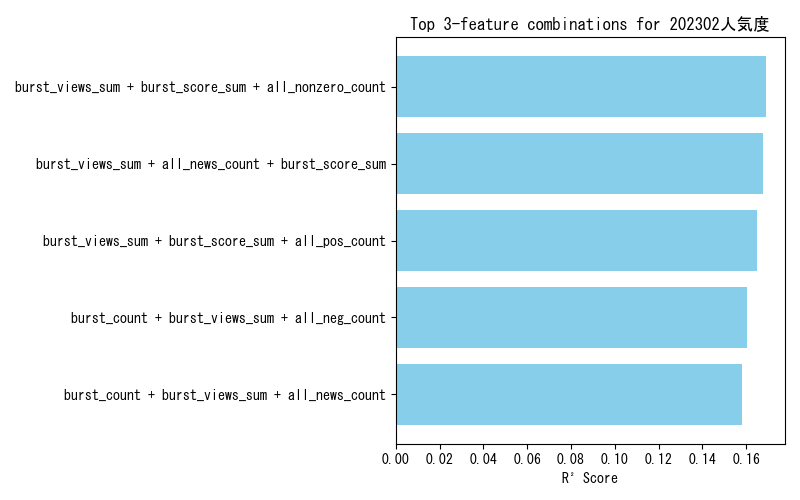 Top 3-feature combinations for 202302人気度
burst_views_sum + burst_score_sum + all_nonzero_count
burst_views_sum + all_news_count + burst_score_sum
burst_views_sum + burst_score_sum + all_pos_count
burst_count + burst_views_sum + all_neg_count
burst_count + burst_views_sum + all_news_count
0.00 0.02 0.04 0.06 0.08 0.10 0.12 0.14 0.16
R² Score